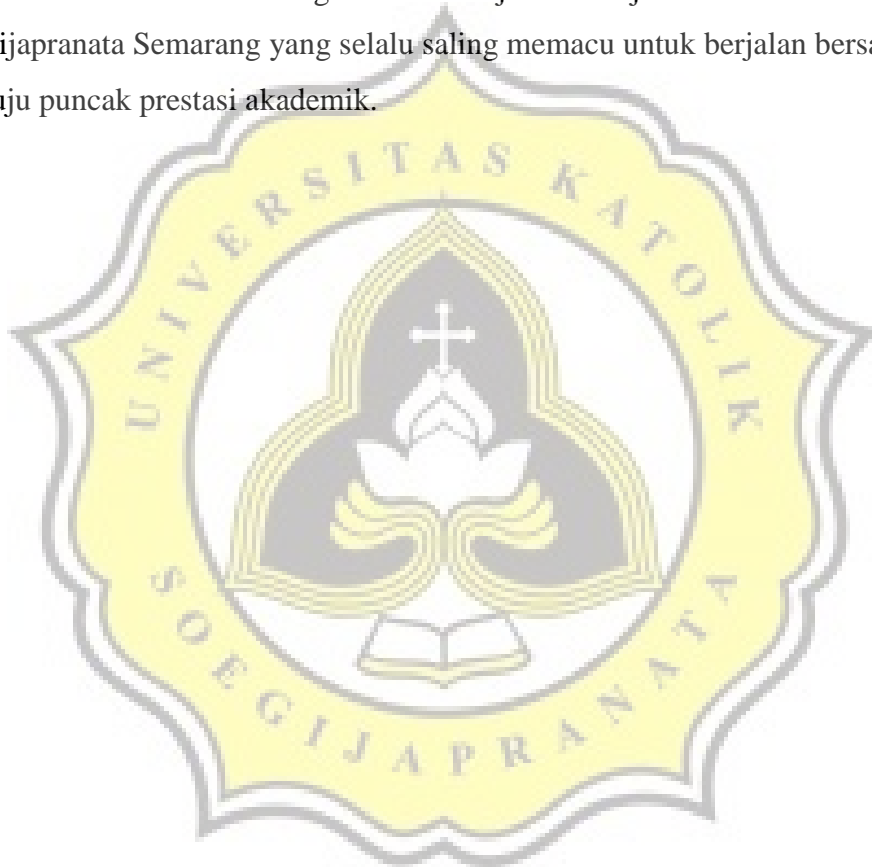 ijapranata Semarang yang selalu saling memacu untuk berjalan bersa
uju puncak prestasi akademik.
UNIVERSITAS KATOLIK
SOEGIJAPRANATA